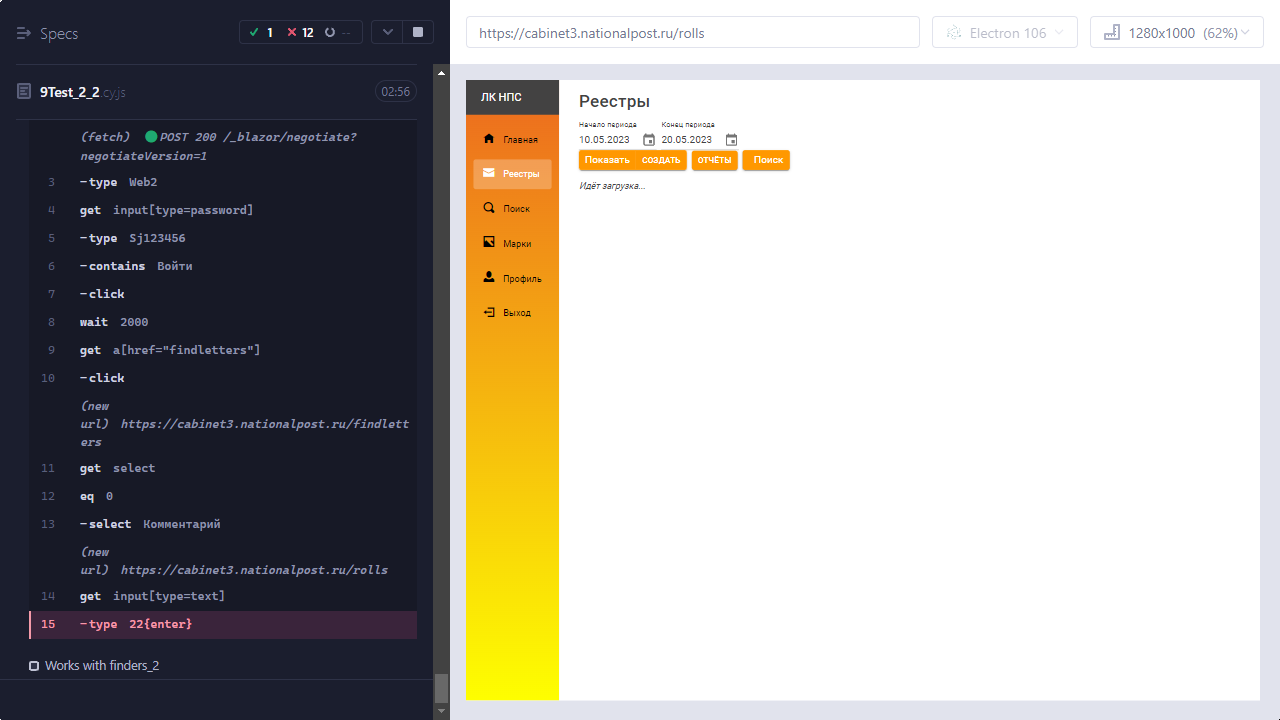 Specs
1
12
--
9Test_2_2.cy.js
02:56
(fetch) POST 200 /_blazor/negotiate?
negotiateVersion=1
3 -type Web2
4 get input[type=password]
5 -type Sj123456
6 -contains Войти
7 -click
8 wait 2000
9 get a[href="findletters"]
10 -click
(new
url) https://cabinet3.nationalpost.ru/findlett
ers
11 get select
12 eq 0
13 -select Комментарий
(new
url) https://cabinet3.nationalpost.ru/rolls
14 get input[type=text]
15 -type 22{enter}
Works with finders_2
https://cabinet3.nationalpost.ru/rolls
Electron 106
1280x1000 (62%)
ЛК НПС
Главная
Реестры
Поиск
Марки
Профиль
Выход
Реестры
Начало периода Конец периода
10.05.2023 20.05.2023
Показать СОЗДАТЬ ОТЧЁТЫ Поиск
Идёт загрузка...